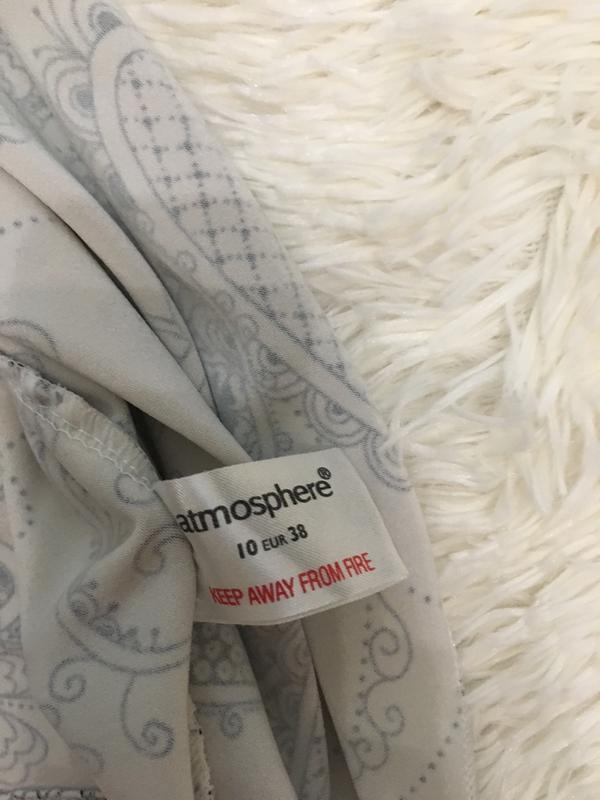 atmosphere®
10 EUR 38
KEEP AWAY FROM FIRE